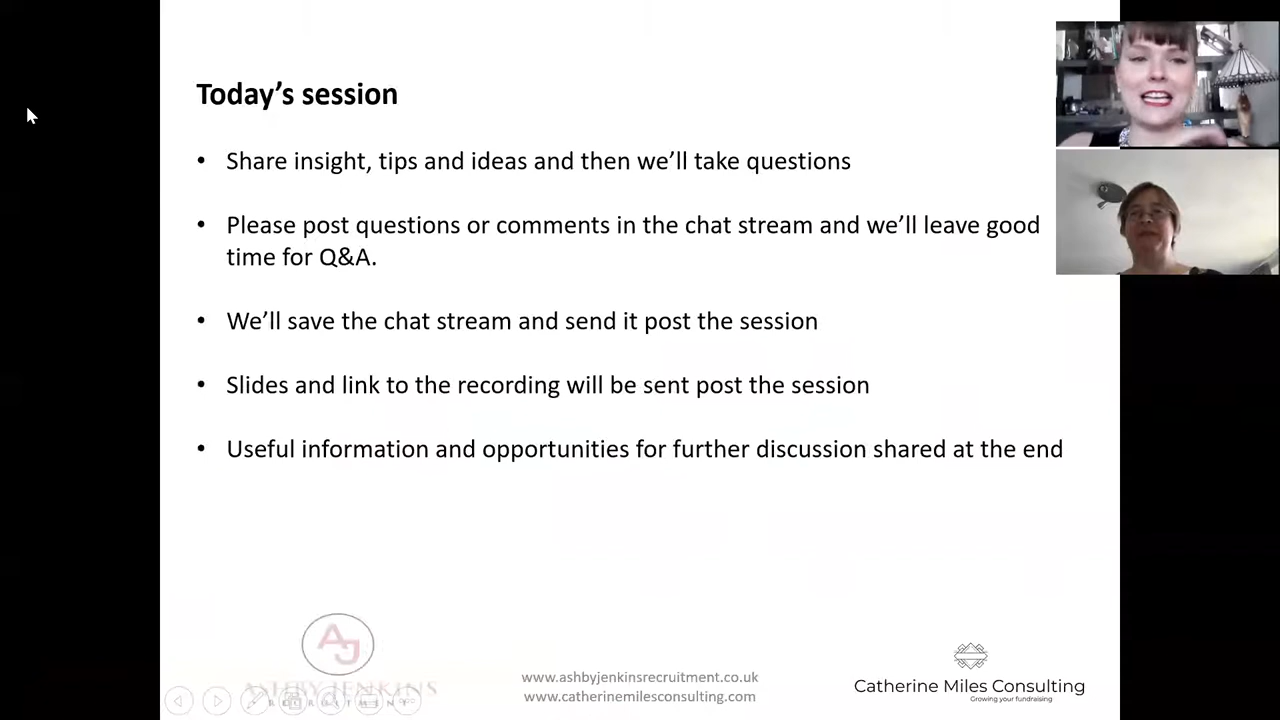 Today's session
• Share insight, tips and ideas and then we'll take questions
• Please post questions or comments in the chat stream and we'll leave good
time for Q&A.
• We'll save the chat stream and send it post the session
• Slides and link to the recording will be sent post the session
• Useful information and opportunities for further discussion shared at the end
AJ
ASHBY JENKINS
RECRUITMENT
www.ashbyjenkinsrecruitment.co.uk
www.catherinemilesconsulting.com
Catherine Miles Consulting
Growing your fundraising